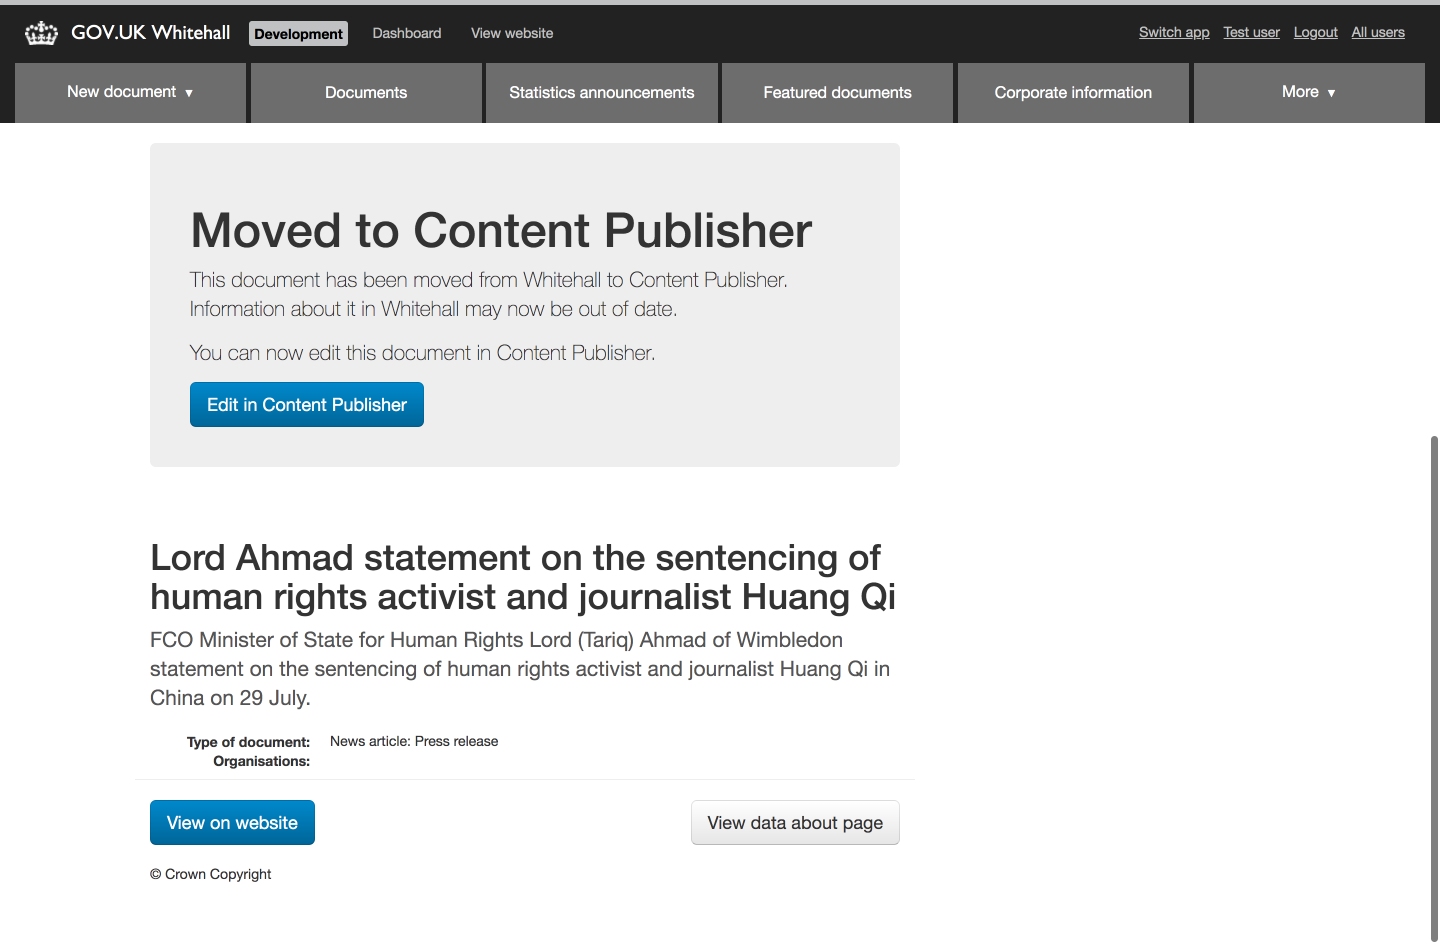 GOV.UK Whitehall Development Dashboard View website Switch app Test user Logout All users
New document ▼ Documents Statistics announcements Featured documents Corporate information More ▼
Moved to Content Publisher
This document has been moved from Whitehall to Content Publisher.
Information about it in Whitehall may now be out of date.
You can now edit this document in Content Publisher.
Edit in Content Publisher
Lord Ahmad statement on the sentencing of
human rights activist and journalist Huang Qi
FCO Minister of State for Human Rights Lord (Tariq) Ahmad of Wimbledon
statement on the sentencing of human rights activist and journalist Huang Qi in
China on 29 July.
Type of document: News article: Press release
Organisations:
View on website View data about page
© Crown Copyright